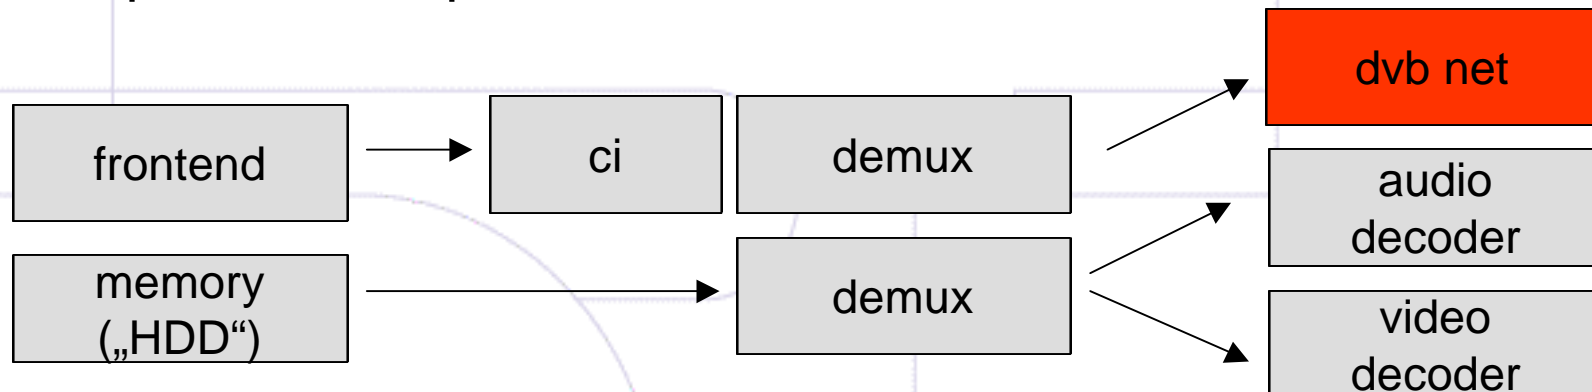 dvb net
frontend
ci
demux
audio
decoder
memory
(„HDD“)
demux
video
decoder